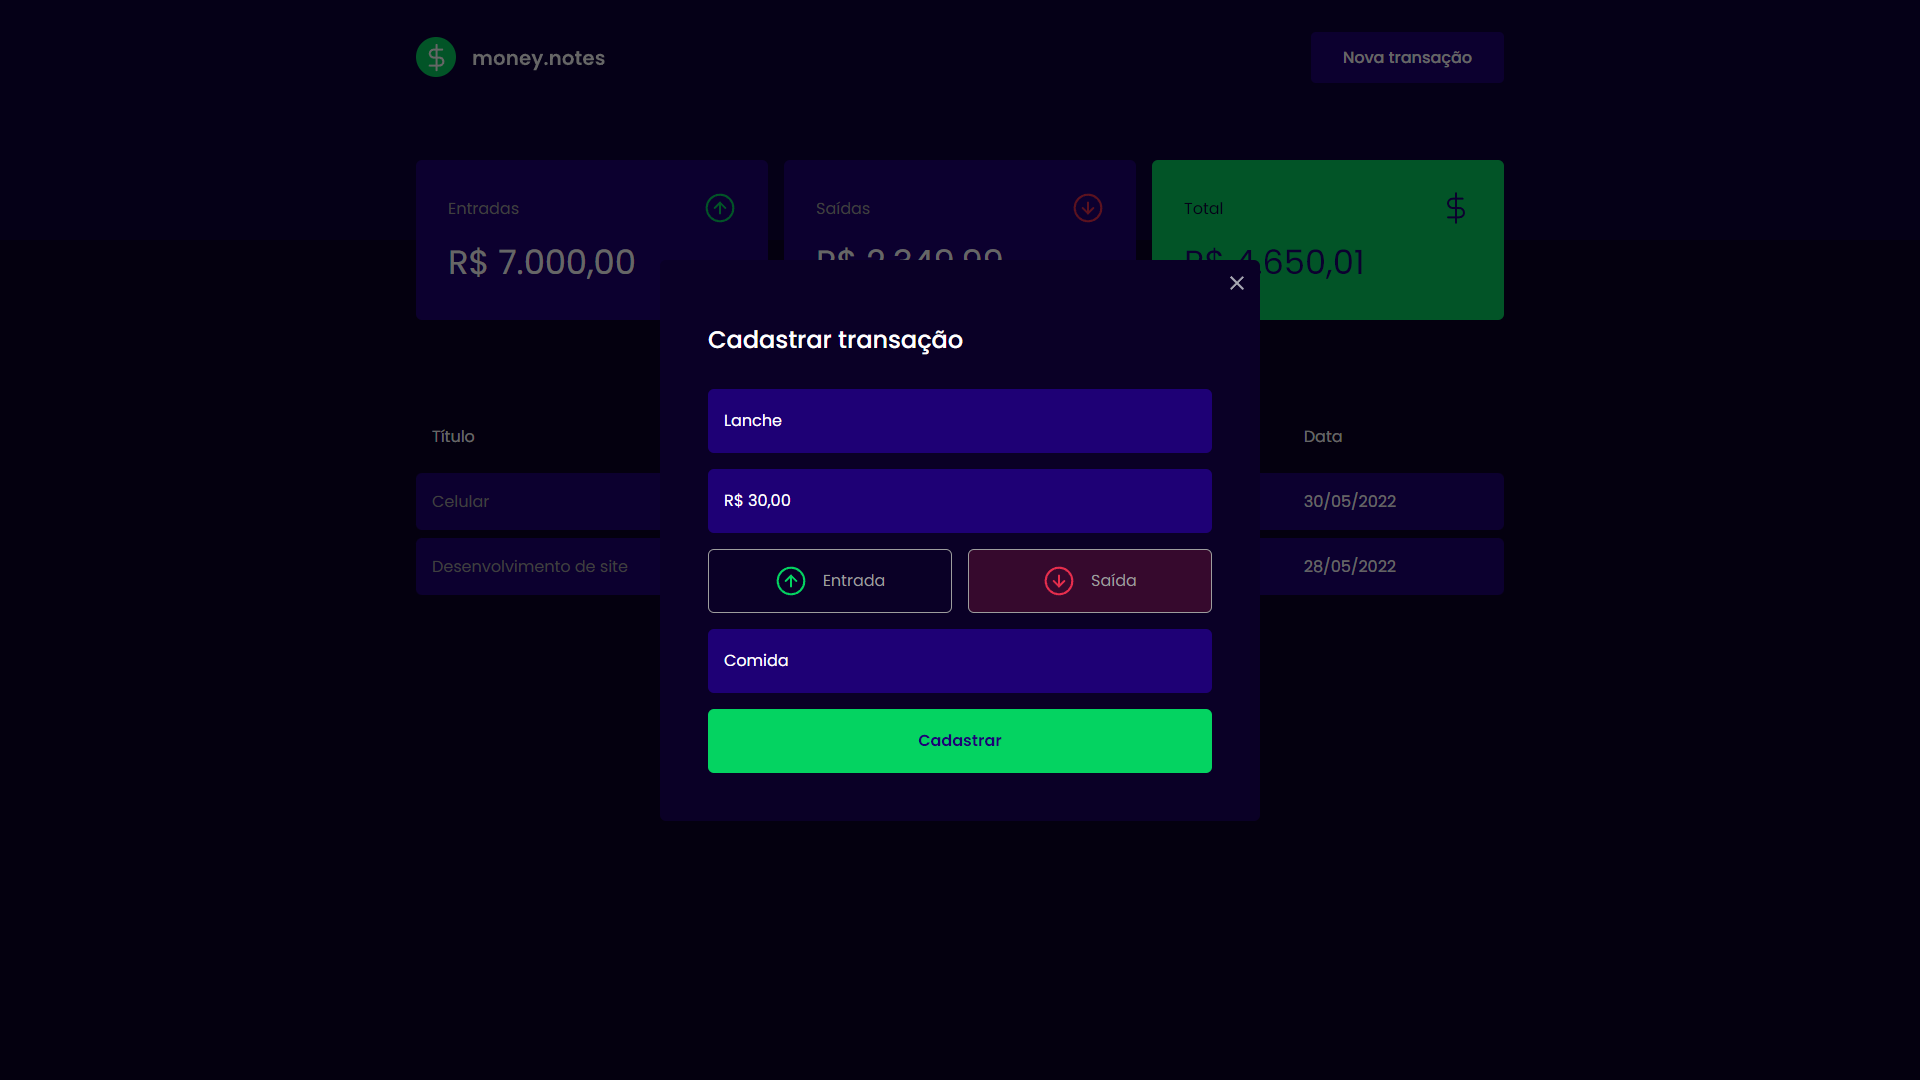 money.notes
Nova transação
Entradas
Saídas
Total
R$ 7.000,00
R$ 2.349,99
R$ 4.650,01
Cadastrar transação
Lanche
R$ 30,00
Entrada
Saída
Comida
Cadastrar
Título
Data
Celular
30/05/2022
Desenvolvimento de site
28/05/2022